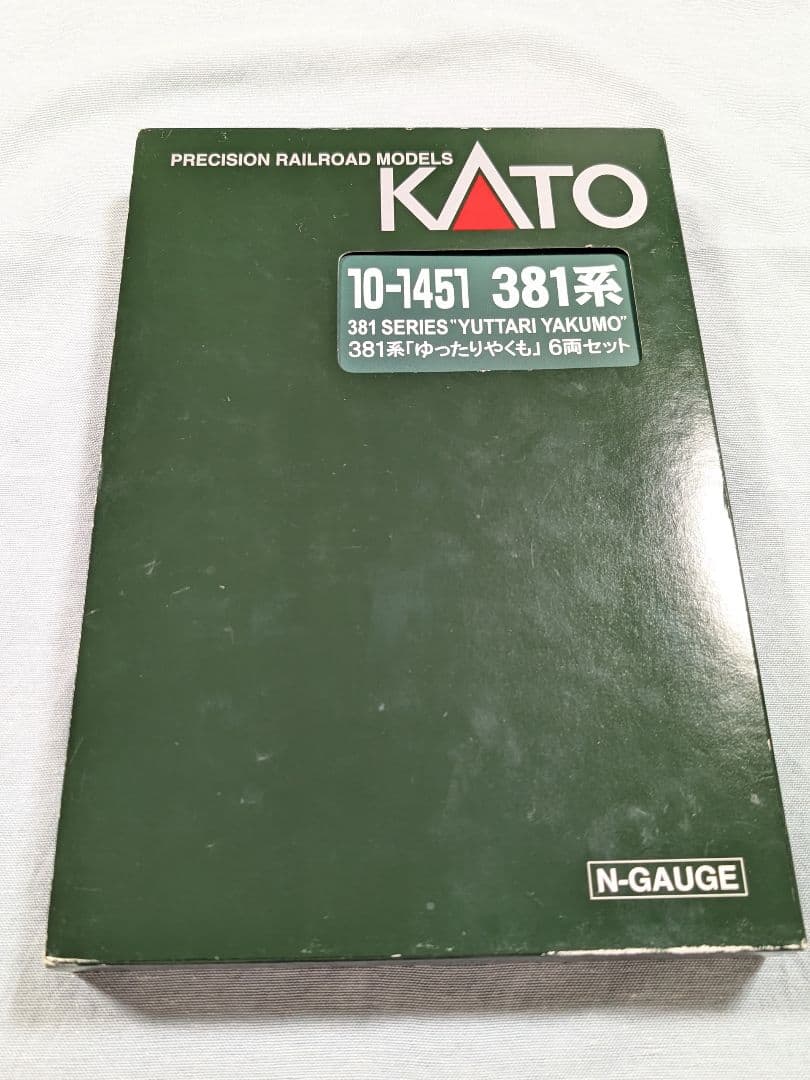 PRECISION RAILROAD MODELS
KATO
10-1451 381系
381 SERIES "YUTTARI YAKUMO"
381系「ゆったりやくも」 6両セット
N-GAUGE